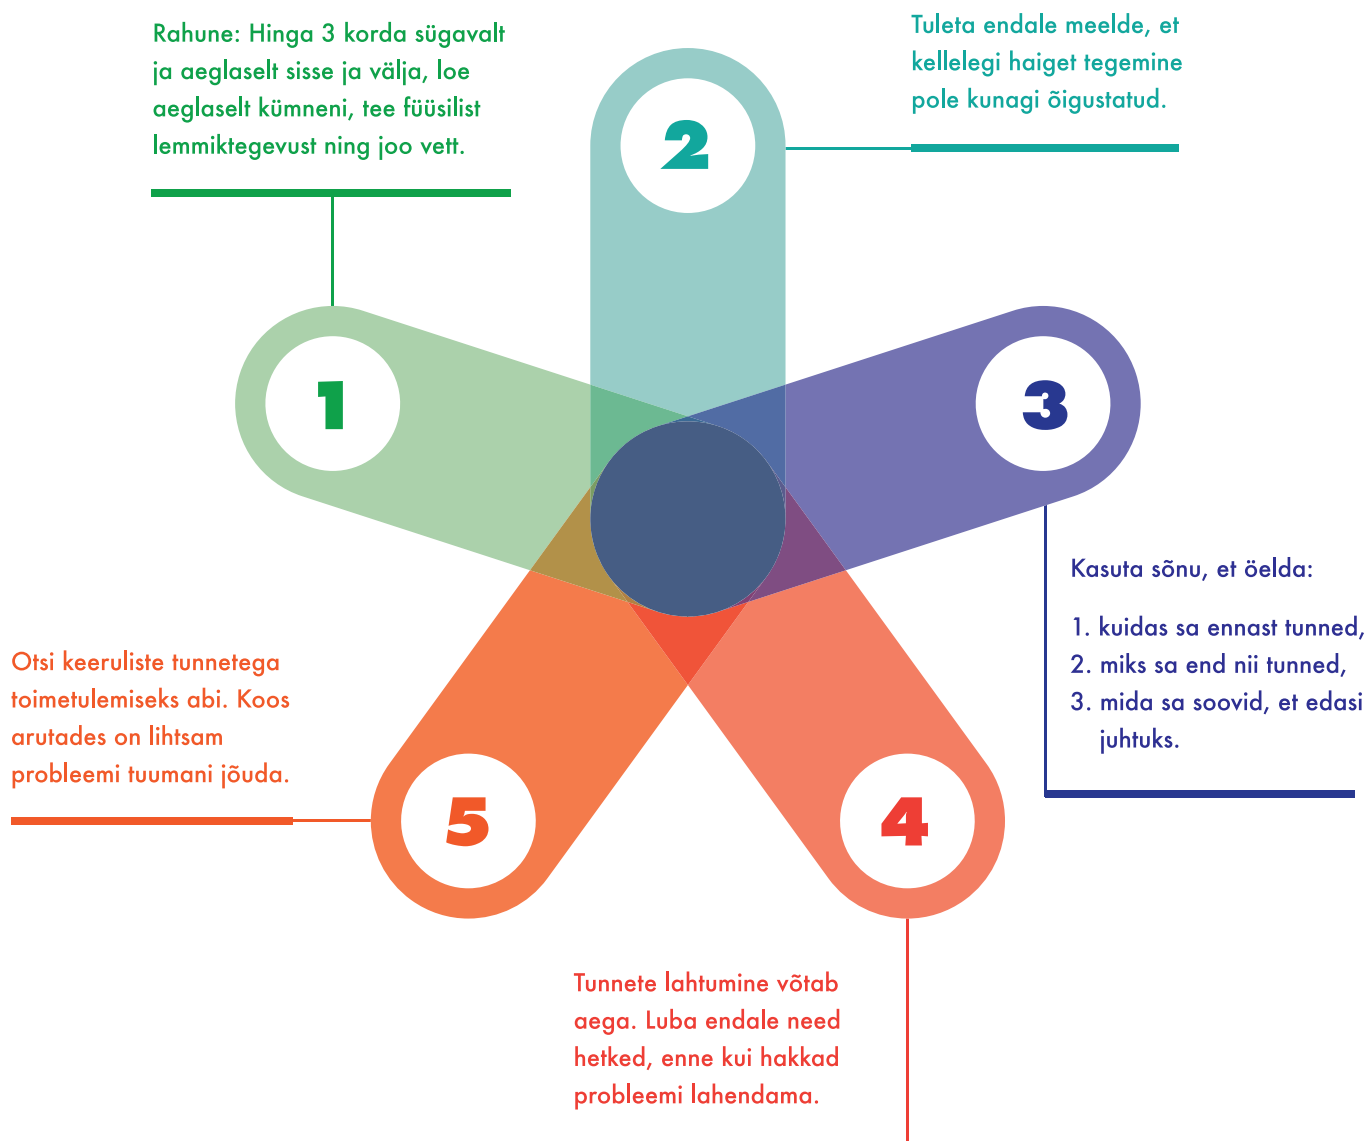 Rahune: Hinga 3 korda sügavalt
ja aeglaselt sisse ja välja, loe
aeglaselt kümneni, tee füüsilist
lemmiktegevust ning joo vett.
1
2
Tuleta endale meelde, et
kellelegi haiget tegemine
pole kunagi õigustatud.
3
Kasuta sõnu, et öelda:
1. kuidas sa ennast tunned,
2. miks sa end nii tunned,
3. mida sa soovid, et edasi
juhtuks.
4
Tunnete lahtumine võtab
aega. Luba endale need
hetked, enne kui hakkad
probleemi lahendama.
5
Otsi keeruliste tunnetega
toimetulemiseks abi. Koos
arutades on lihtsam
probleemi tuumani jõuda.